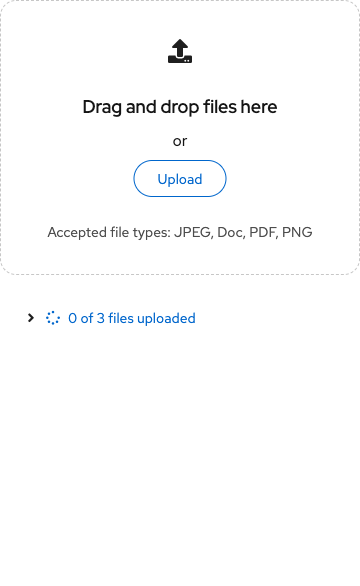 Drag and drop files here
or
Upload
Accepted file types: JPEG, Doc, PDF, PNG
0 of 3 files uploaded